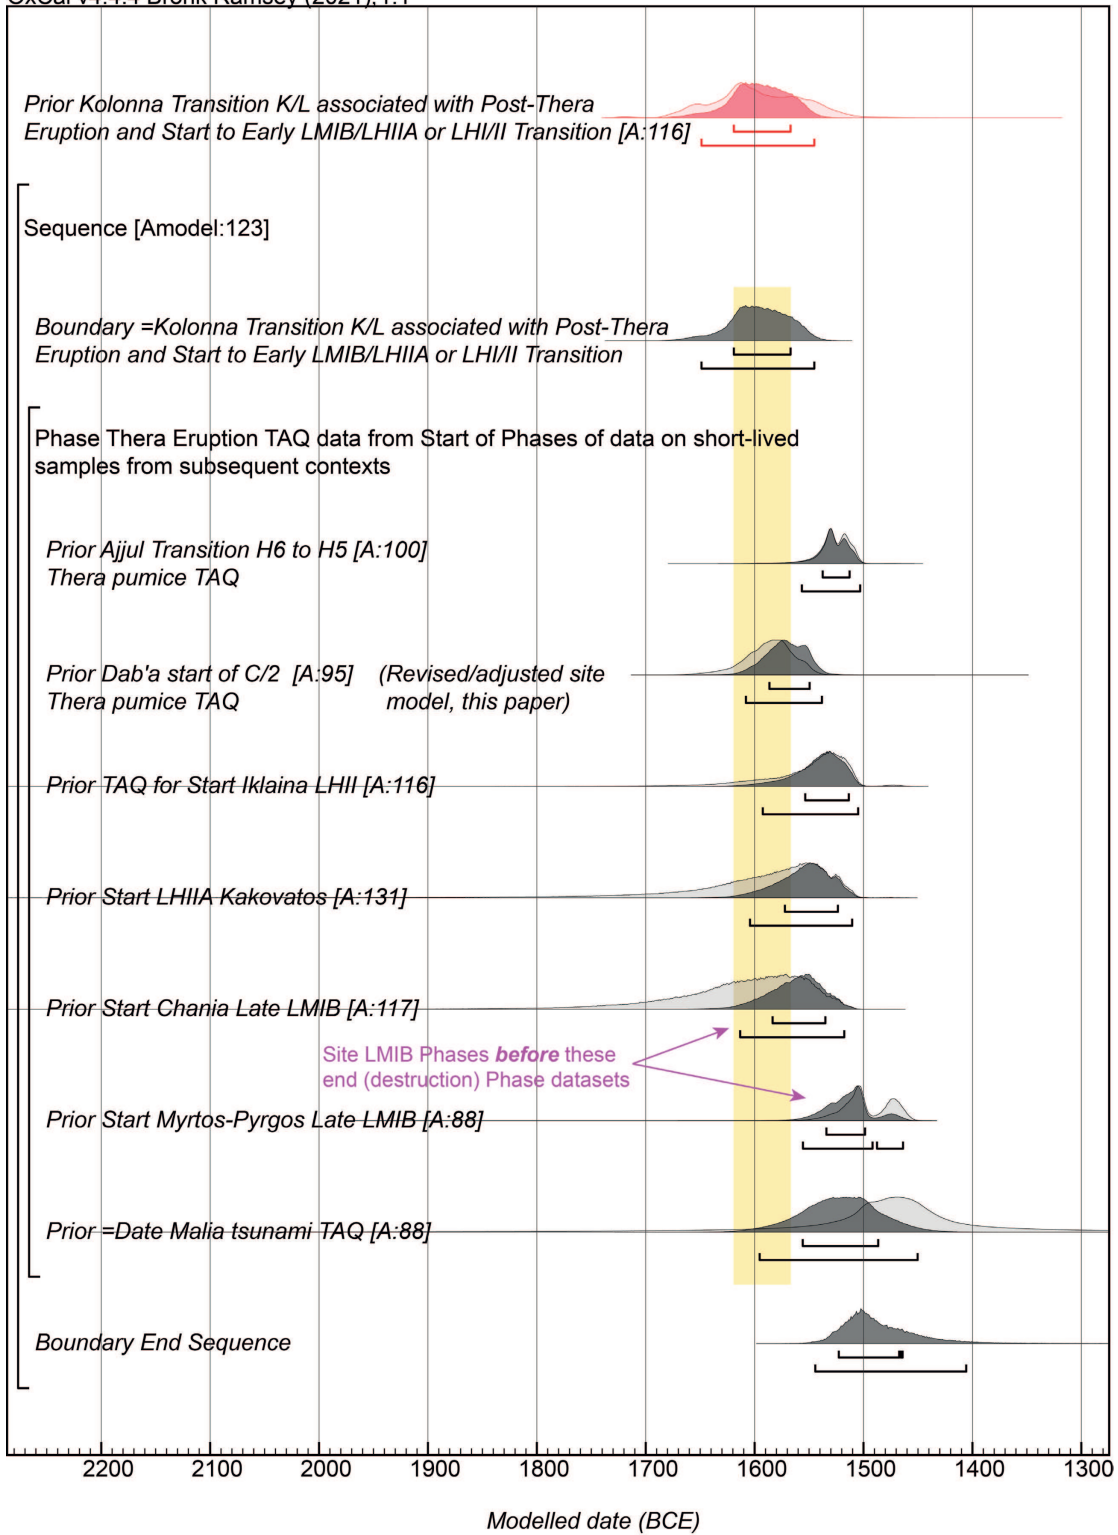 OxCal v4.4.4 Bronk Ramsey (2021);
Prior Kolonna Transition K/L associated with Post-Thera
Eruption and Start to Early LMIB/LHIIA or LHI/II Transition [A:116]
Sequence [Amodel:123]
Boundary =Kolonna Transition K/L associated with Post-Thera
Eruption and Start to Early LMIB/LHIIA or LHI/II Transition
Phase Thera Eruption TAQ data from Start of Phases of data on short-lived
samples from subsequent contexts
Prior Ajjul Transition H6 to H5 [A:100]
Thera pumice TAQ
Prior Dab'a start of C/2 [A:95] (Revised/adjusted site
Thera pumice TAQ model, this paper)
Prior TAQ for Start Iklaina LHII [A:116]
Prior Start LHIIA Kakovatos [A:131]
Prior Start Chania Late LMIB [A:117]
Site LMIB Phases before these
end (destruction) Phase datasets
Prior Start Myrtos-Pyrgos Late LMIB [A:88]
Prior =Date Malia tsunami TAQ [A:88]
Boundary End Sequence
2200 2100 2000 1900 1800 1700 1600 1500 1400 1300
Modelled date (BCE)